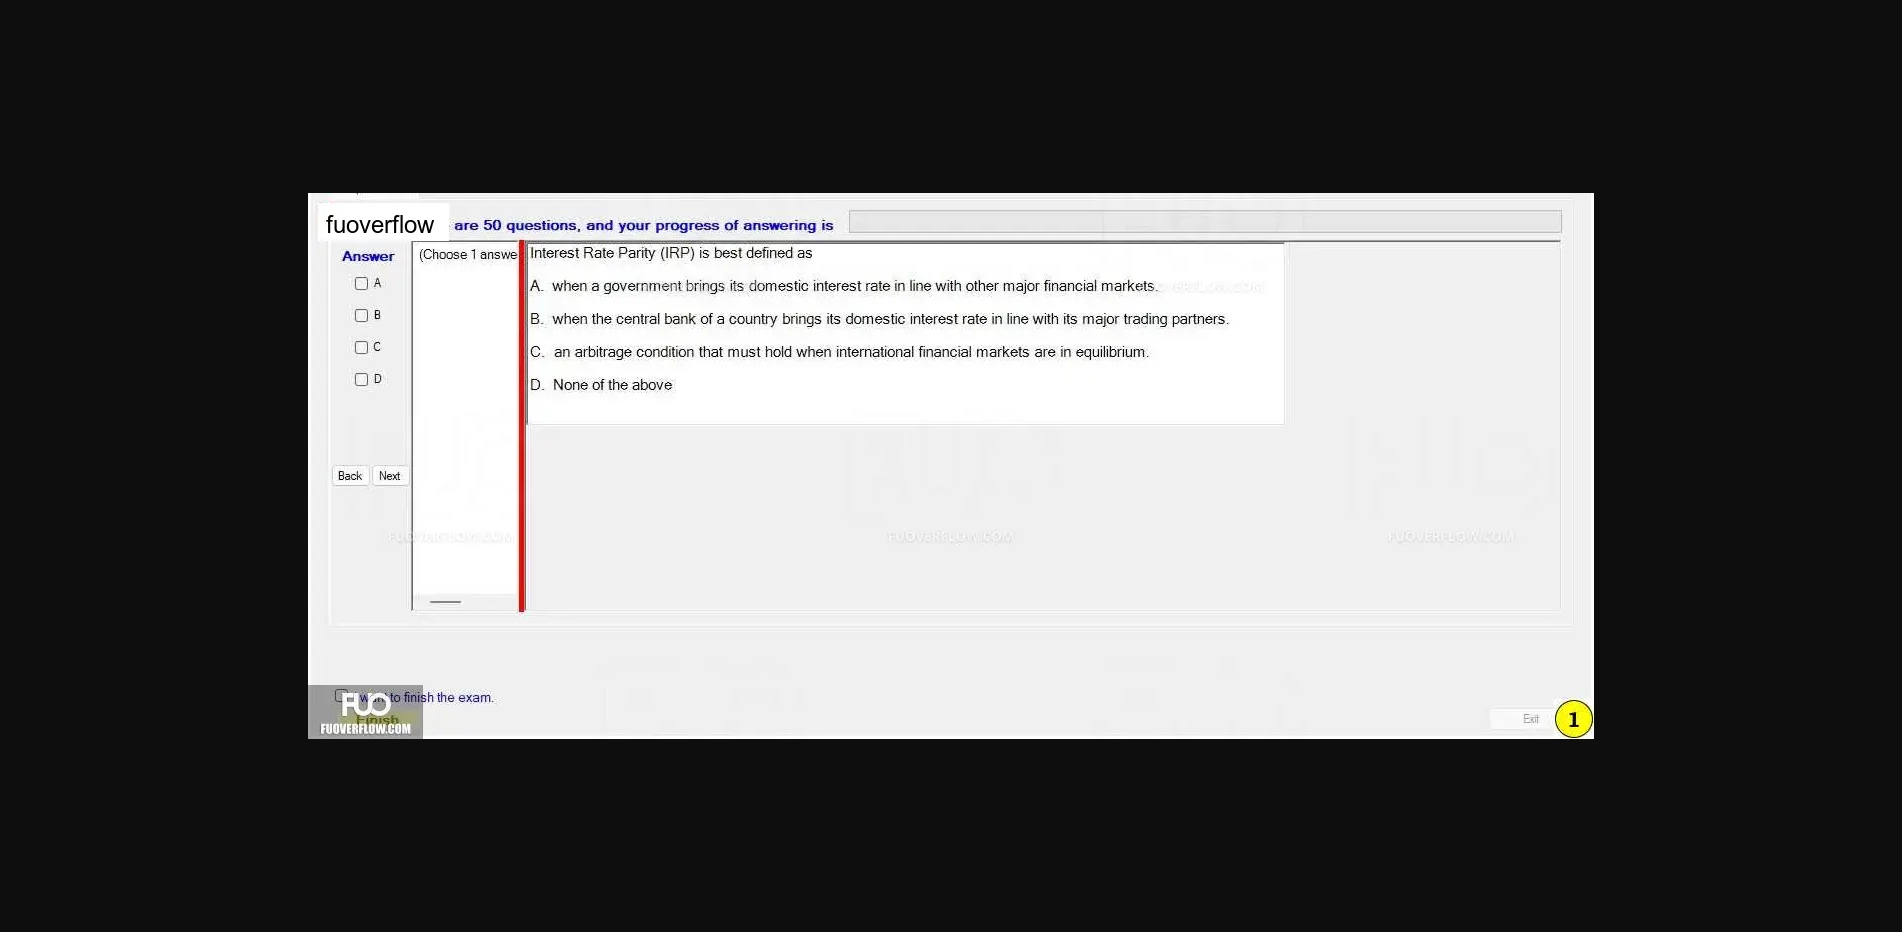 fuoverflow are 50 questions, and your progress of answering is
Answer
(Choose 1 answe
A
B
C
D
Back Next
Interest Rate Parity (IRP) is best defined as
A. when a government brings its domestic interest rate in line with other major financial markets.
B. when the central bank of a country brings its domestic interest rate in line with its major trading partners.
C. an arbitrage condition that must hold when international financial markets are in equilibrium.
D. None of the above
FUOVERFLOW.COM FUOVERFLOW.COM FUOVERFLOW.COM
want to finish the exam.
Finish
FUO
FUOVERFLOW.COM
Exit
1